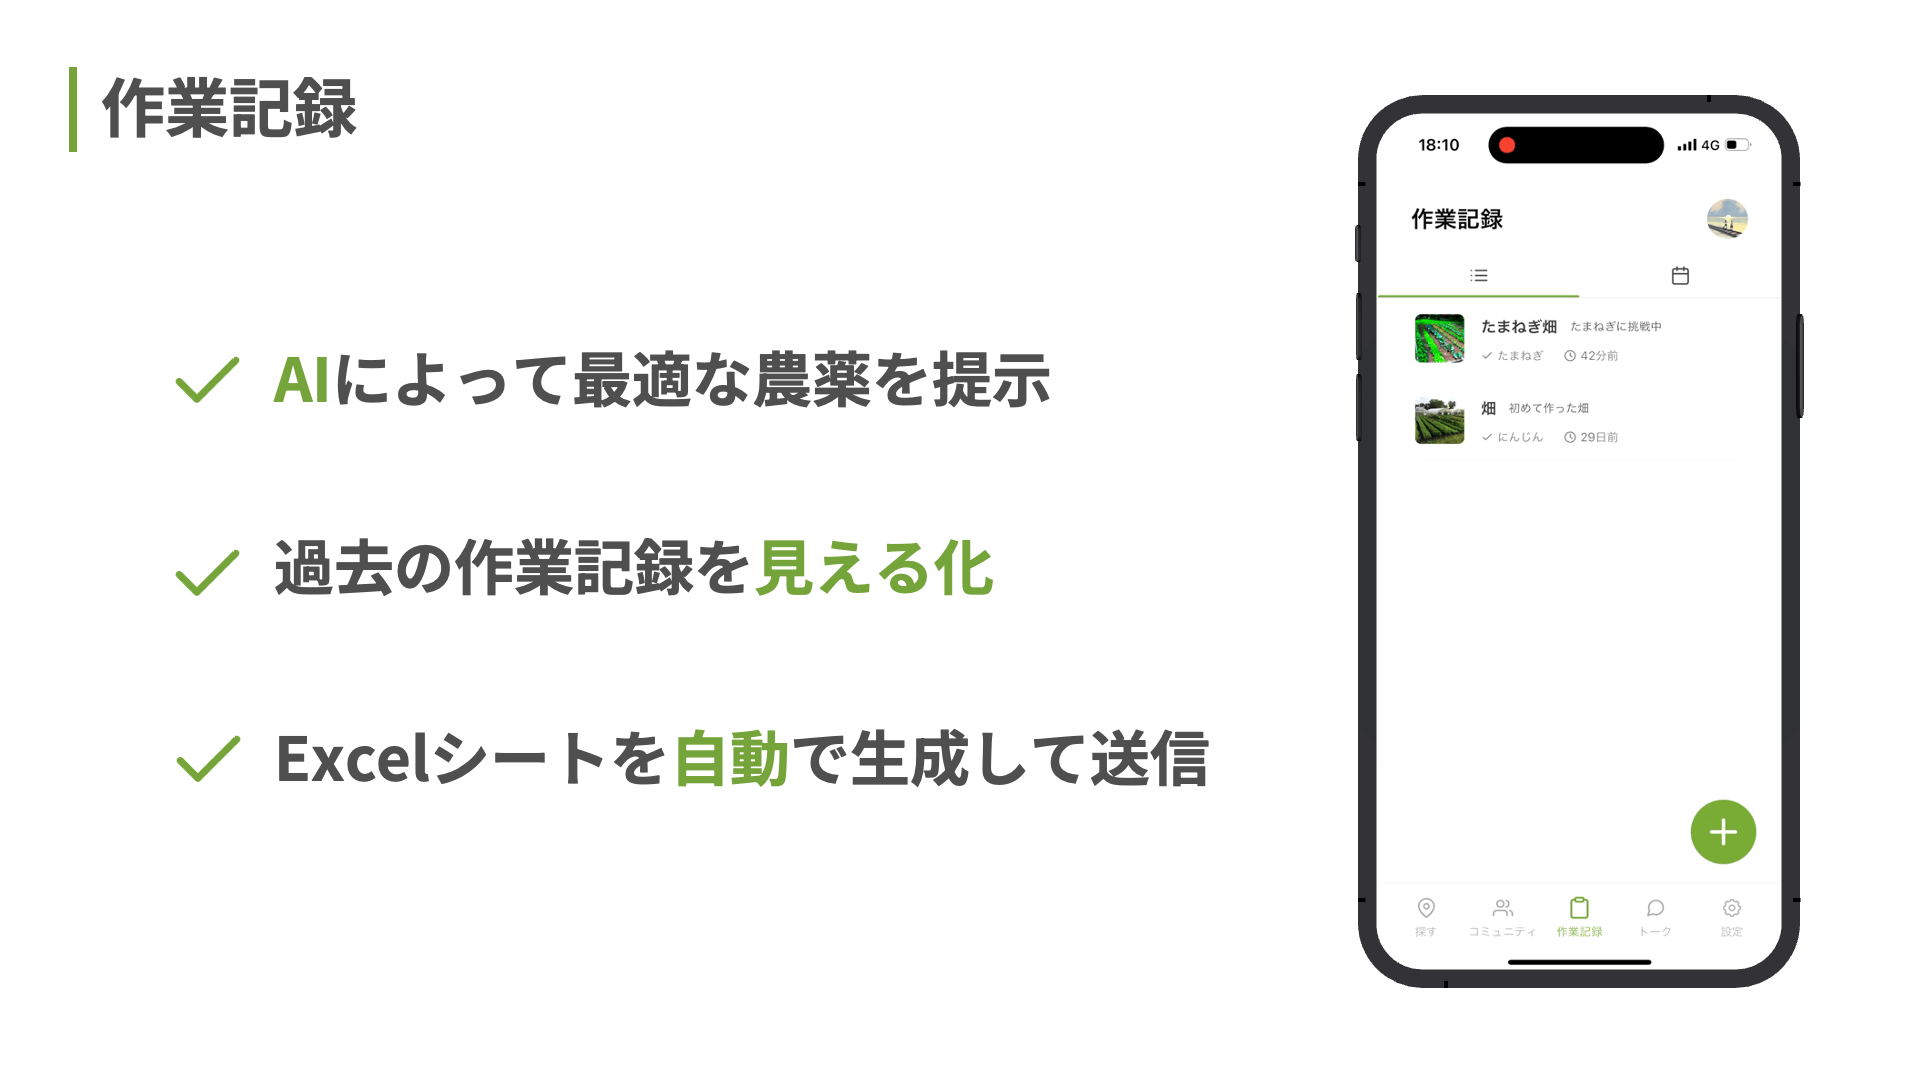 作業記録
AIによって最適な農薬を提示
過去の作業記録を見える化
Excelシートを自動で生成して送信
18:10 4G
作業記録
たまねぎ畑 たまねぎに挑戦中
たまねぎ 42分前
畑 初めて作った畑
にんじん 29日前
探す コミュニティ 作業記録 トーク 設定